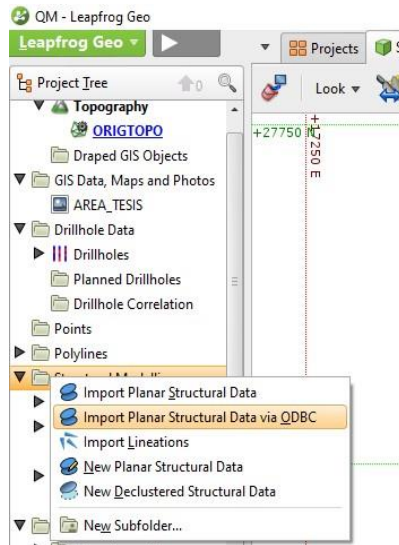 QM - Leapfrog Geo
Leapfrog Geo
Projects
Project Tree
0
Look
Topography
ORIGTOPO
Draped GIS Objects
GIS Data, Maps and Photos
AREA_TESIS
Drillhole Data
Drillholes
Planned Drillholes
Drillhole Correlation
Points
Polylines
Import Planar Structural Data
Import Planar Structural Data via ODBC
Import Lineations
New Planar Structural Data
New Declustered Structural Data
New Subfolder...
+27750 N
+17250 E